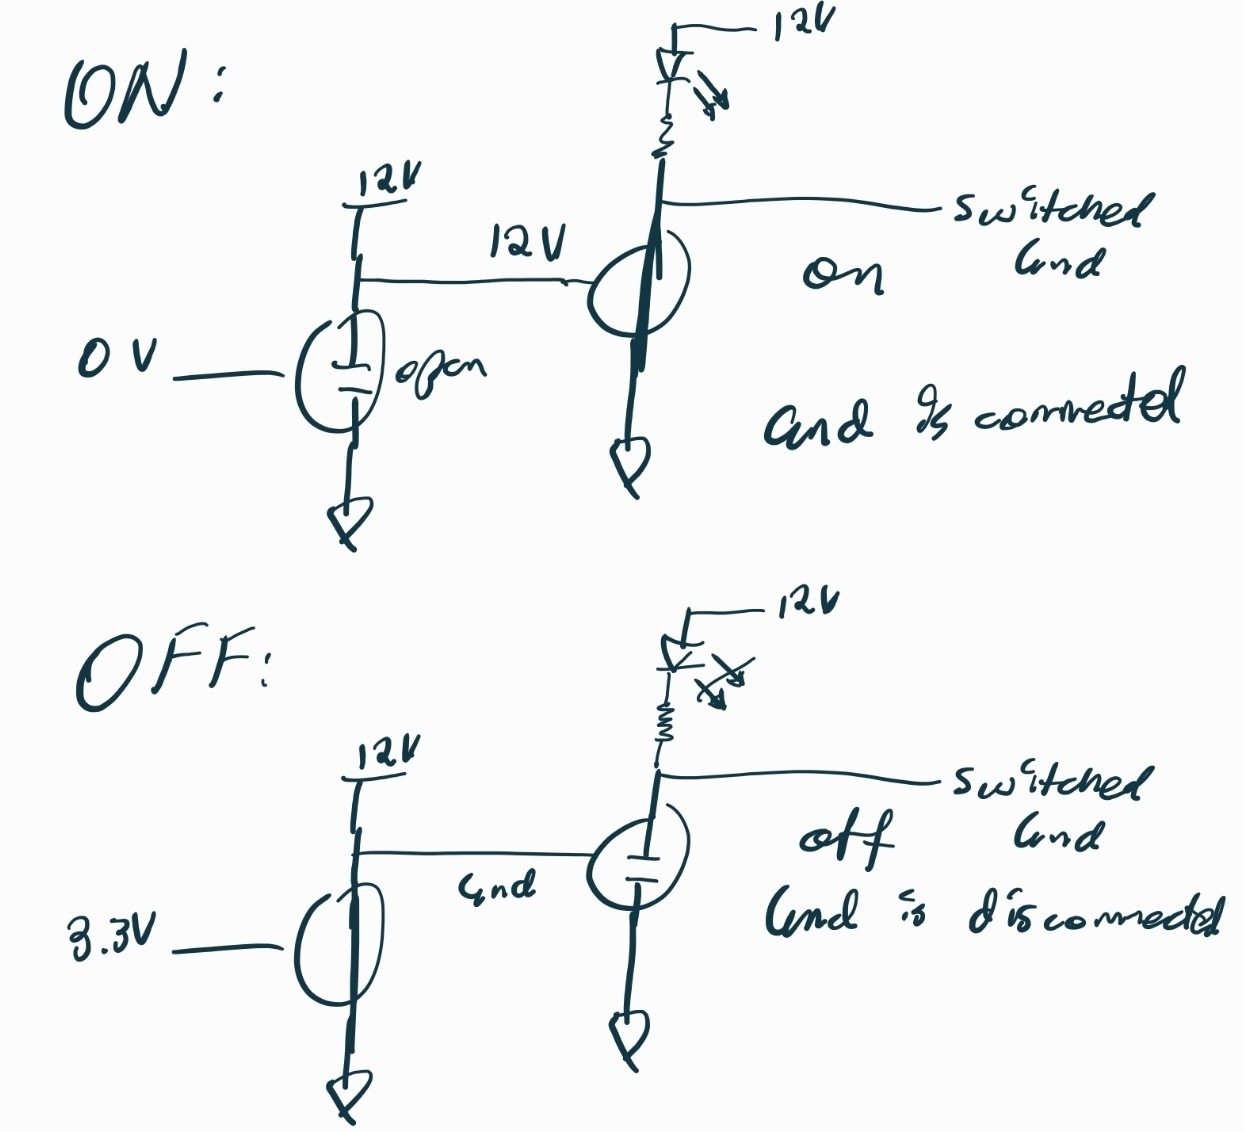 ON:
12V
12V
12V
switched
Gnd
on
0 V
open
Gnd is connected
OFF:
12V
12V
switched
Gnd
off
Gnd
3.3V
Gnd is disconnected